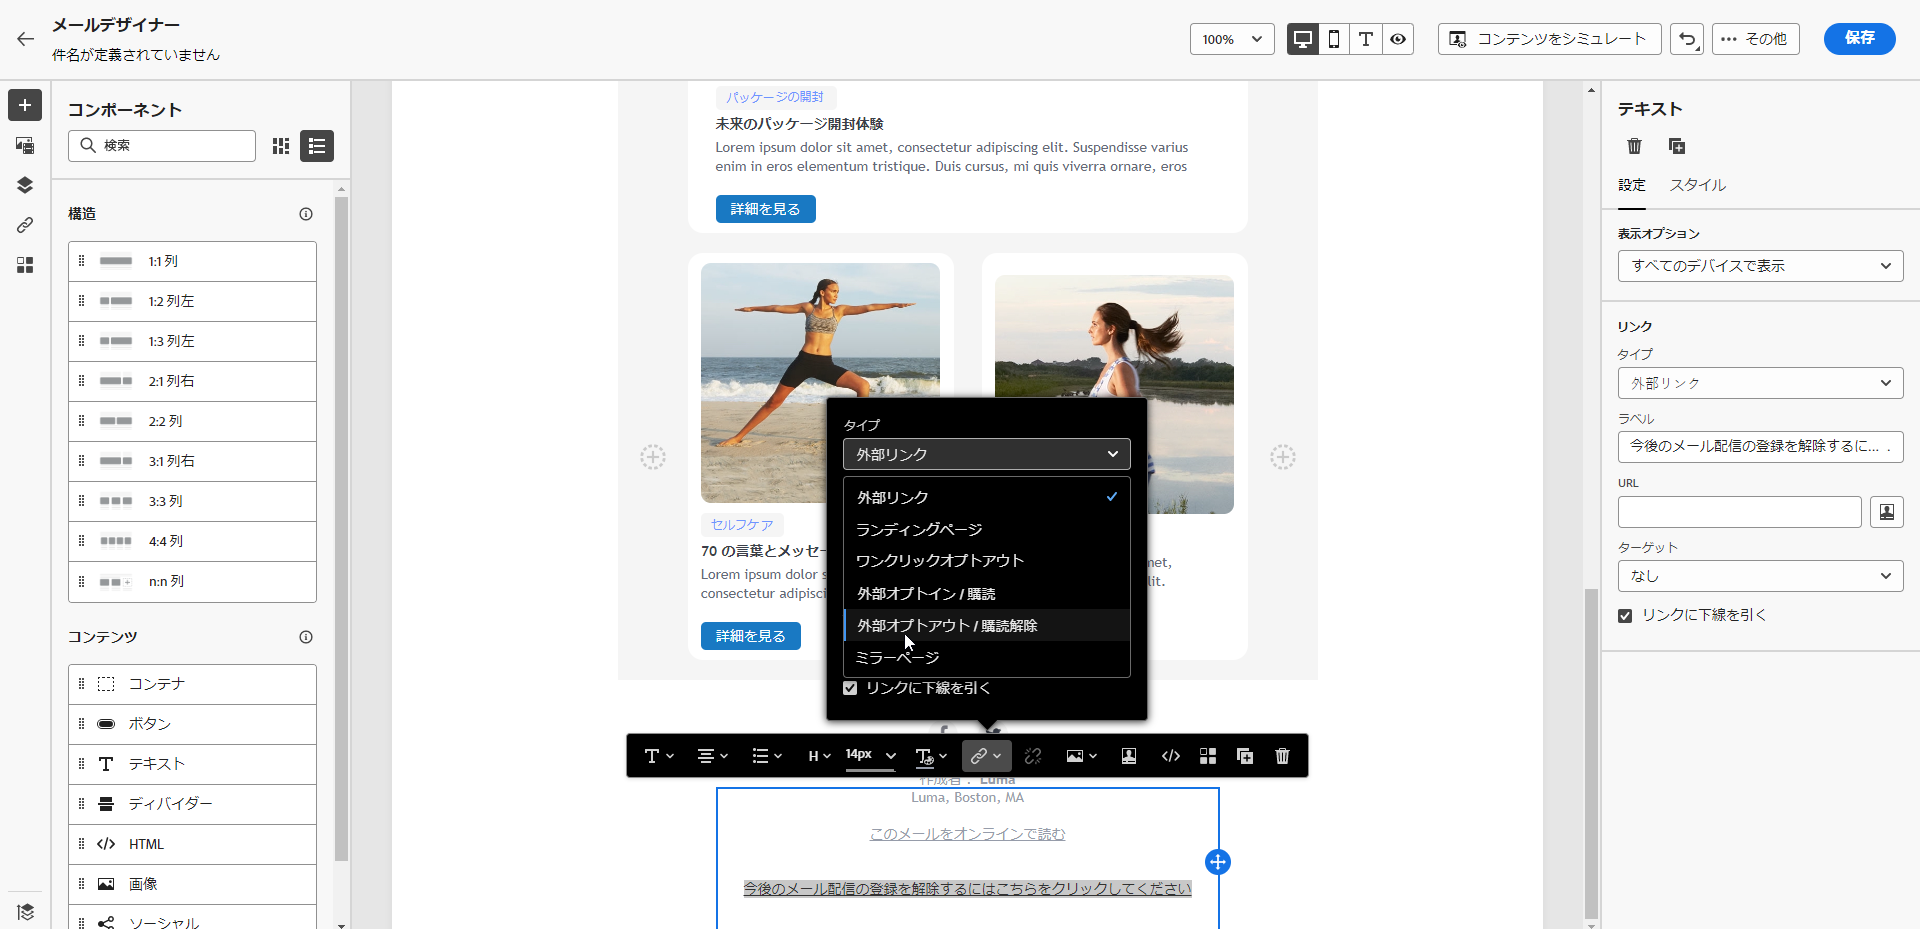 メールデザイナー
件名が定義されていません
100%
コンテンツをシミュレート
その他
保存
コンポーネント
検索
構造
1:1 列
1:2 列左
1:3 列左
2:1 列右
2:2 列
3:1 列右
3:3 列
4:4 列
n:n 列
コンテンツ
コンテナ
ボタン
テキスト
ディバイダー
HTML
画像
ソーシャル
パッケージの開封
未来のパッケージ開封体験
Lorem ipsum dolor sit amet, consectetur adipiscing elit. Suspendisse varius
enim in eros elementum tristique. Duis cursus, mi quis viverra ornare, eros
詳細を見る
セルフケア
70 の言葉とメッセー
Lorem ipsum dolor s
consectetur adipisci
詳細を見る
met,
lit.
タイプ
外部リンク
外部リンク
ランディングページ
ワンクリックオプトアウト
外部オプトイン / 購読
外部オプトアウト / 購読解除
ミラーページ
リンクに下線を引く
H
14px
作成者： Luma
Luma, Boston, MA
このメールをオンラインで読む
今後のメール配信の登録を解除するにはこちらをクリックしてください
テキスト
設定
スタイル
表示オプション
すべてのデバイスで表示
リンク
タイプ
外部リンク
ラベル
今後のメール配信の登録を解除するに... .
URL
ターゲット
なし
リンクに下線を引く